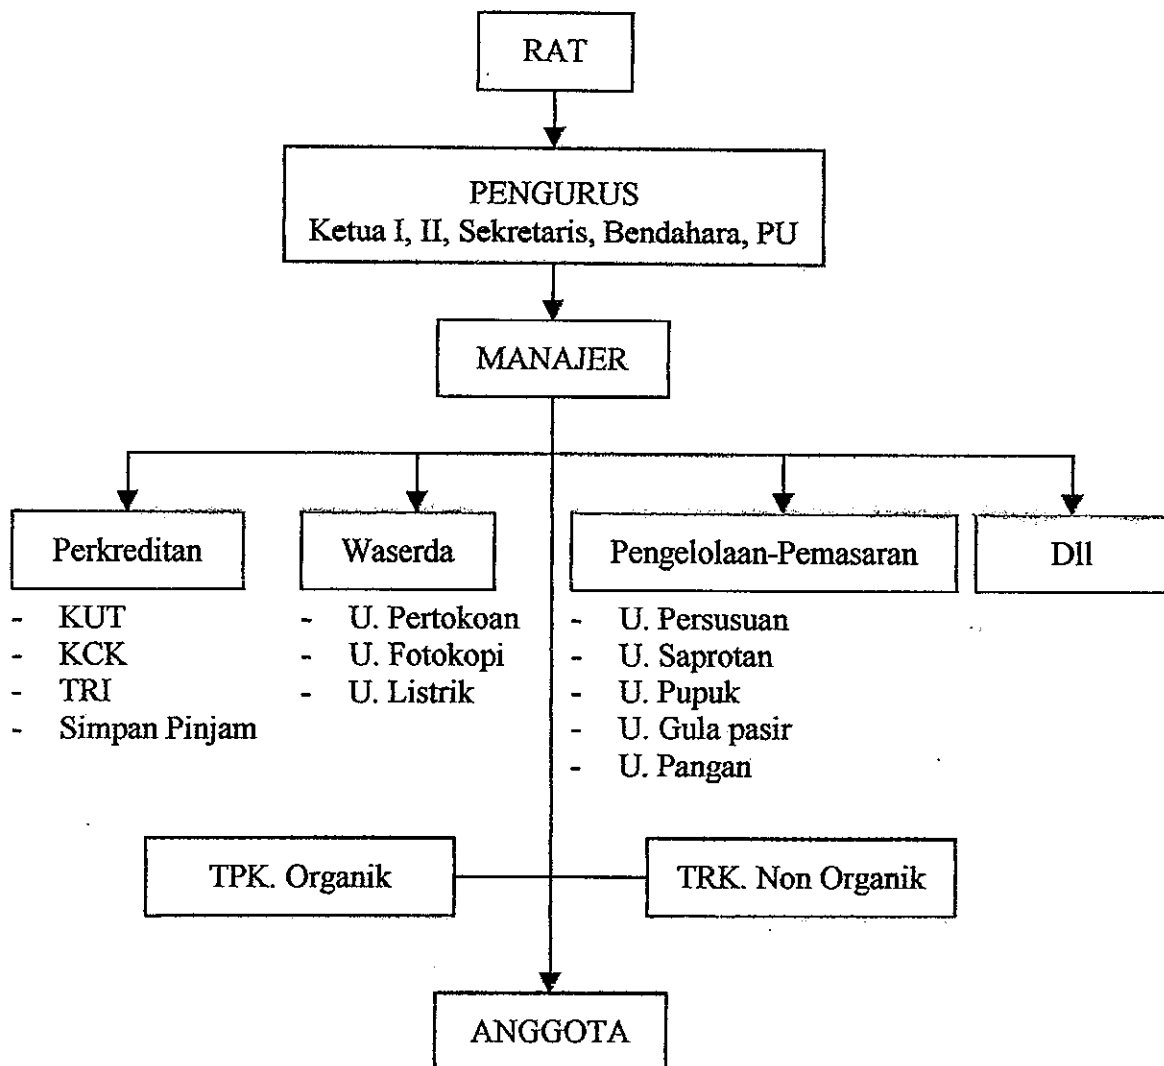 RAT
PENGURUS
Ketua I, II, Sekretaris, Bendahara, PU
MANAJER
Perkreditan
- KUT
- KCK
- TRI
- Simpan Pinjam
Waserda
- U. Pertokoan
- U. Fotokopi
- U. Listrik
Pengelolaan-Pemasaran
- U. Persusuan
- U. Saprotan
- U. Pupuk
- U. Gula pasir
- U. Pangan
Dll
TPK. Organik
TRK. Non Organik
ANGGOTA